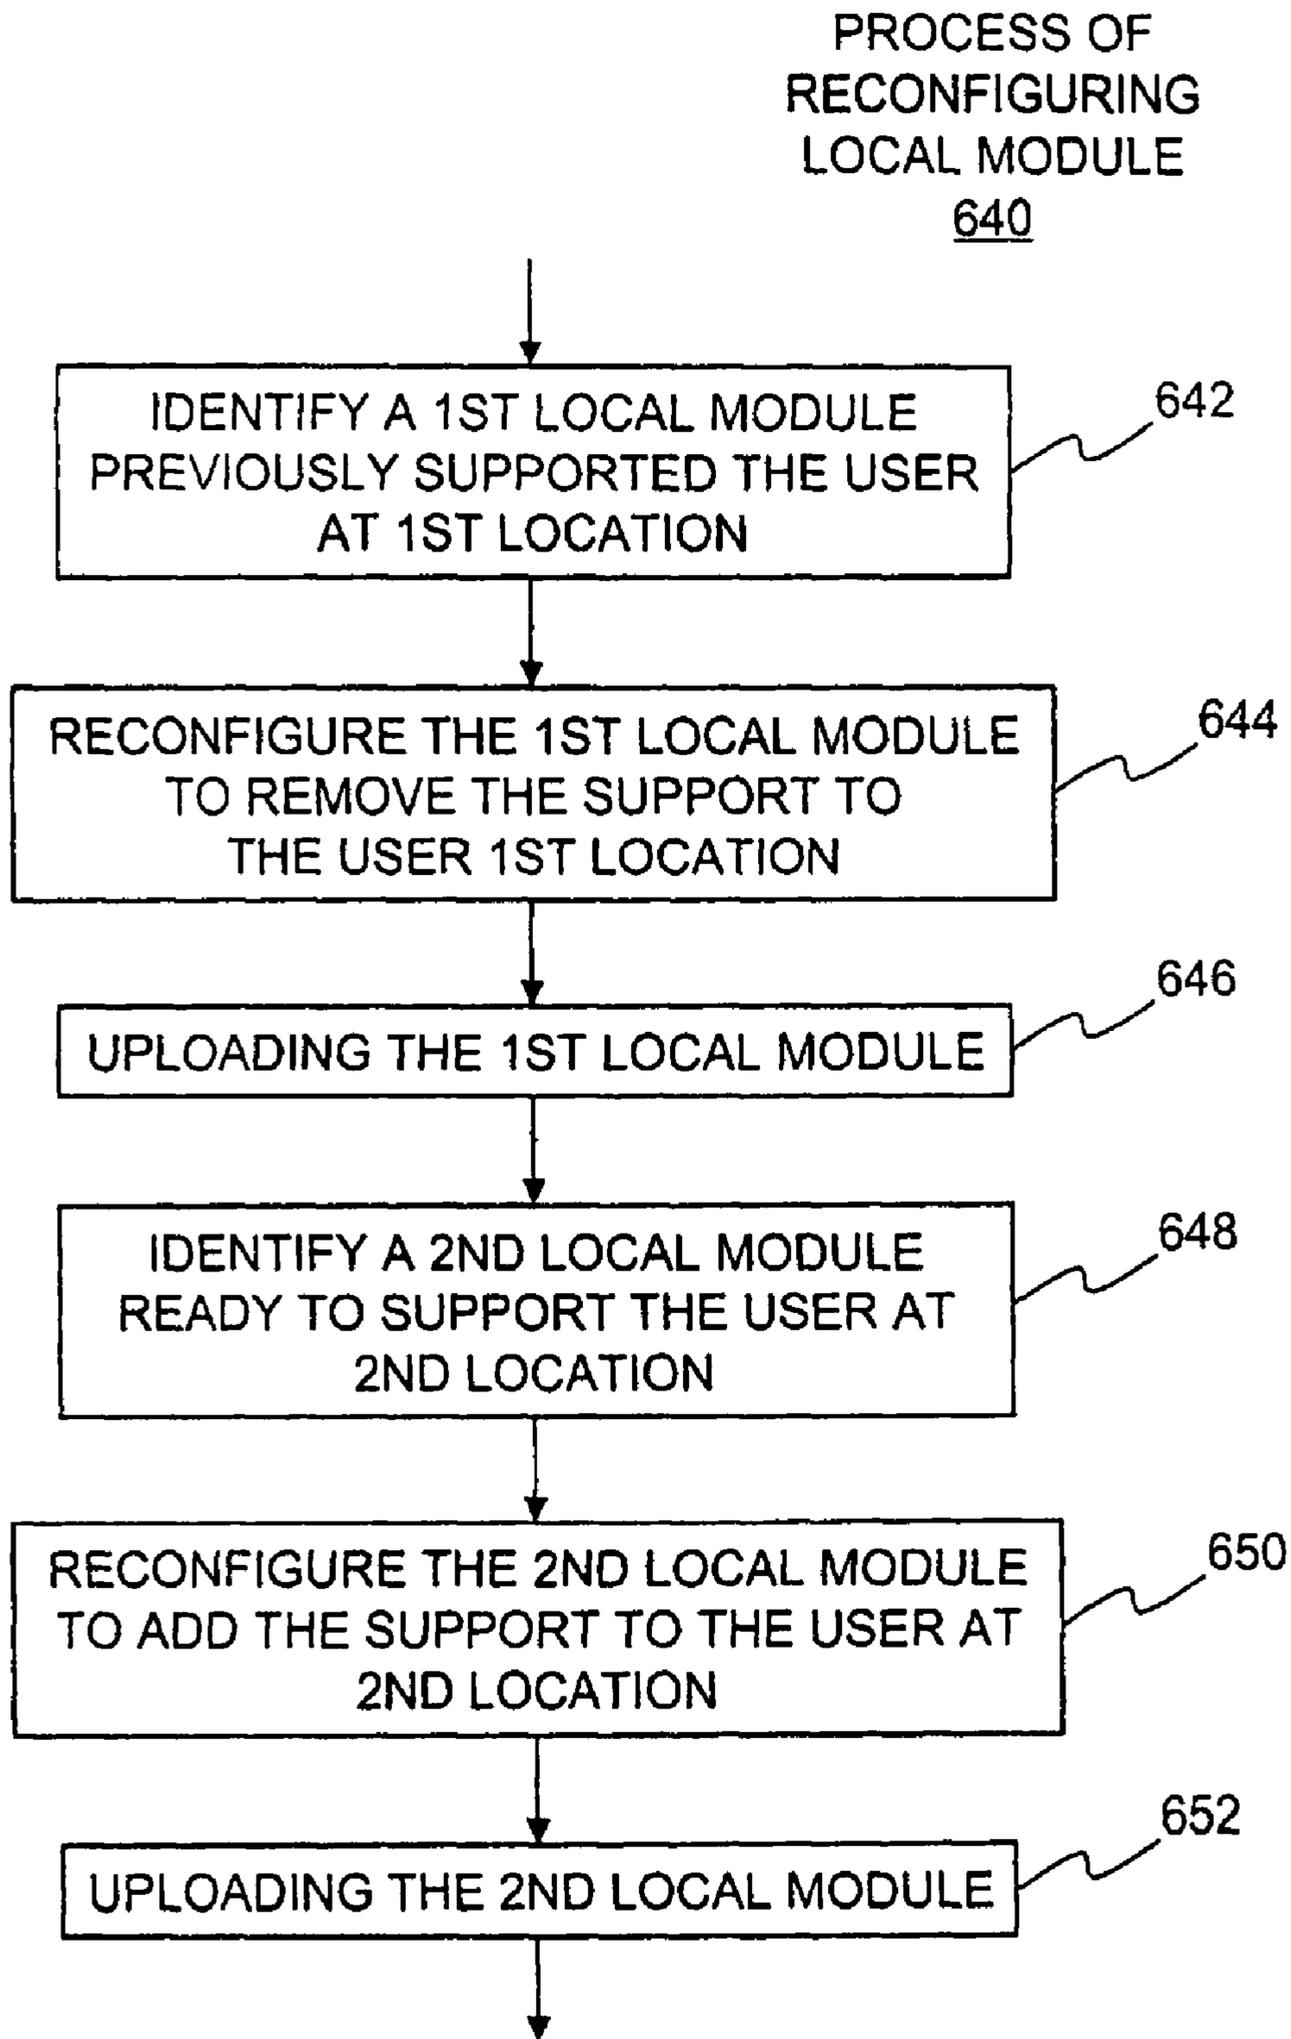 PROCESS OF
RECONFIGURING
LOCAL MODULE
640
IDENTIFY A 1ST LOCAL MODULE
PREVIOUSLY SUPPORTED THE USER
AT 1ST LOCATION
642
RECONFIGURE THE 1ST LOCAL MODULE
TO REMOVE THE SUPPORT TO
THE USER 1ST LOCATION
644
UPLOADING THE 1ST LOCAL MODULE
646
IDENTIFY A 2ND LOCAL MODULE
READY TO SUPPORT THE USER AT
2ND LOCATION
648
RECONFIGURE THE 2ND LOCAL MODULE
TO ADD THE SUPPORT TO THE USER AT
2ND LOCATION
650
UPLOADING THE 2ND LOCAL MODULE
652